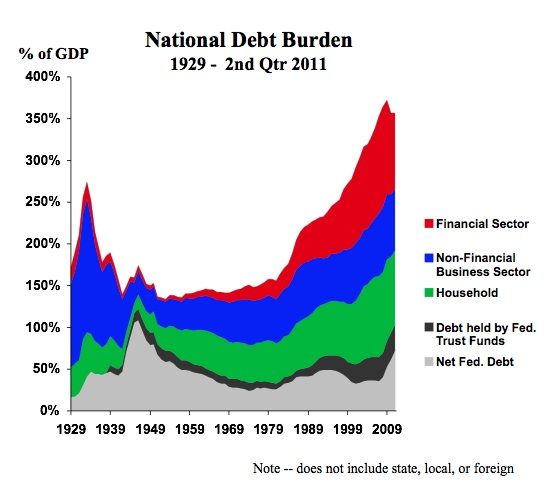 National Debt Burden
% of GDP
1929 - 2nd Qtr 2011
400%
350%
300%
250%
200%
150%
100%
50%
0%
1929 1939 1949 1959 1969 1979 1989 1999 2009
Financial Sector
Non-Financial
Business Sector
Household
Debt held by Fed.
Trust Funds
Net Fed. Debt
Note -- does not include state, local, or foreign